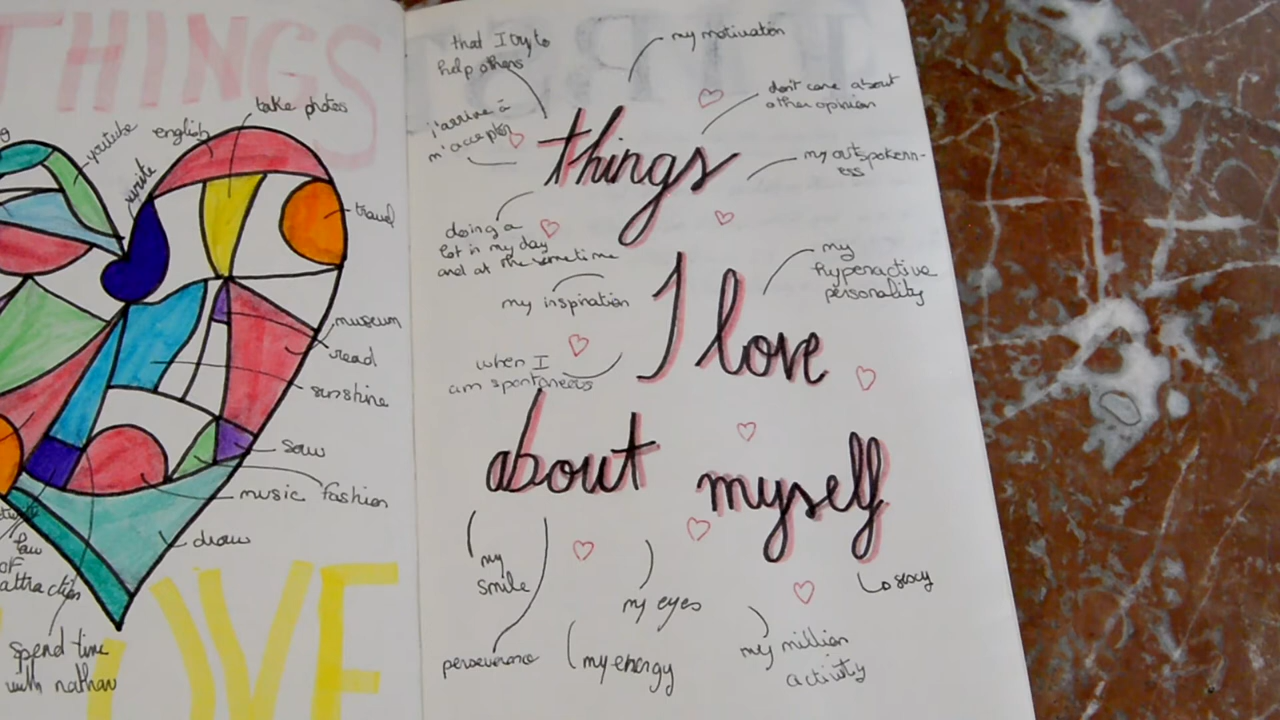 THINGS
take photos
youtube
english
write
travel
museum
read
sunshine
sew
music
fashion
draw
law
of
attraction
spend time
with nathan
OVE
that I try to
help others
my motivation
don't care about
other opinion
j'arrive à
m'accepter
my outspokenn-
ess
things
doing a
lot in my day
and at the same time
my
hyperactive
personality
my inspiration
I love
when I
am spontaneous
about myself
my
smile
my eyes
sexy
perseverance
my energy
my million
activity